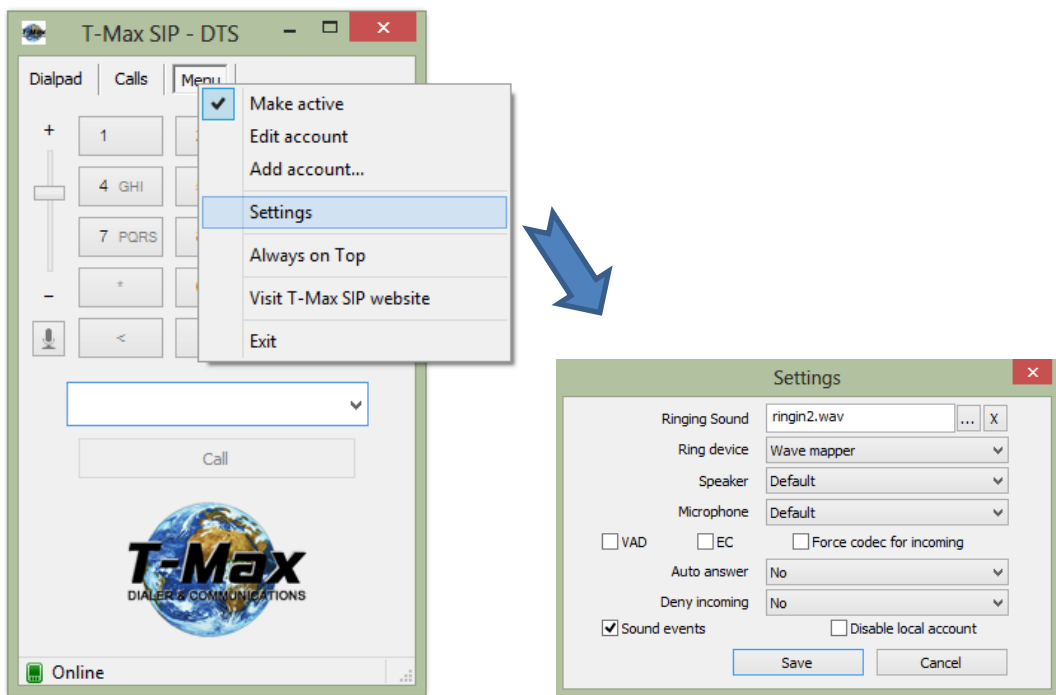 T-Max SIP - DTS
Dialpad Calls Menu
Make active
Edit account
Add account...
Settings
Always on Top
Visit T-Max SIP website
Exit
+
1
4 GHI
7 PQRS
*
–
<
Call
T-Max
DIALER & COMMUNICATIONS
Online
Settings
Ringing Sound ringin2.wav ... X
Ring device Wave mapper
Speaker Default
Microphone Default
VAD EC Force codec for incoming
Auto answer No
Deny incoming No
Sound events Disable local account
Save Cancel